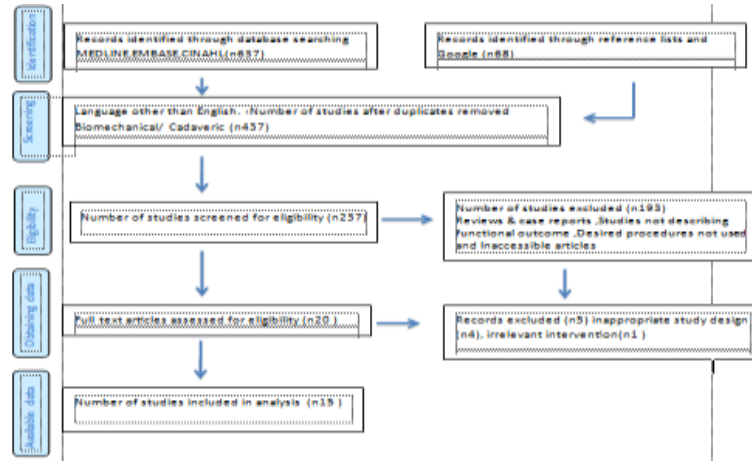 Identification
Records identified through database searching
MEDLINE,EMBASE,CINAHL(n637)
Records identified through reference lists and
Google (n68)
Screening
Language other than English. Number of studies after duplicates removed
Biomechanical/ Cadaveric (n437)
Eligibility
Number of studies screened for eligibility (n237)
Number of studies excluded (n193)
Reviews & case reports ,Studies not describing
functional outcome ,Desired procedures not used
and Inaccessible articles
Obtaining data
Full text articles assessed for eligibility (n20 )
Records excluded (n5) inappropriate study design
(n4), irrelevant intervention(n1 )
Available data
Number of studies included in analysis (n15 )